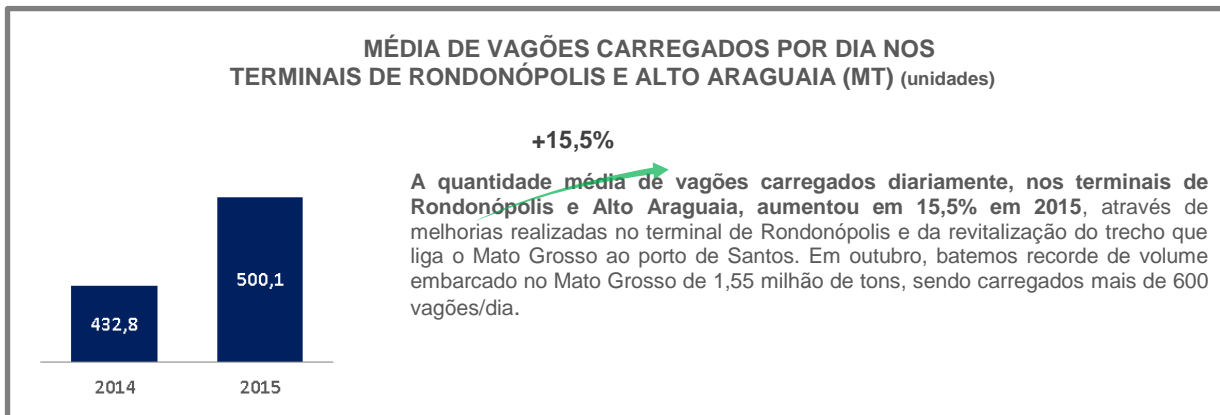 MÉDIA DE VAGÕES CARREGADOS POR DIA NOS
TERMINAIS DE RONDONÓPOLIS E ALTO ARAGUAIA (MT) (unidades)
+15,5%
A quantidade média de vagões carregados diariamente, nos terminais de
Rondonópolis e Alto Araguaia, aumentou em 15,5% em 2015, através de
melhorias realizadas no terminal de Rondonópolis e da revitalização do trecho que
liga o Mato Grosso ao porto de Santos. Em outubro, batemos recorde de volume
embarcado no Mato Grosso de 1,55 milhão de tons, sendo carregados mais de 600
vagões/dia.
432,8
500,1
2014
2015